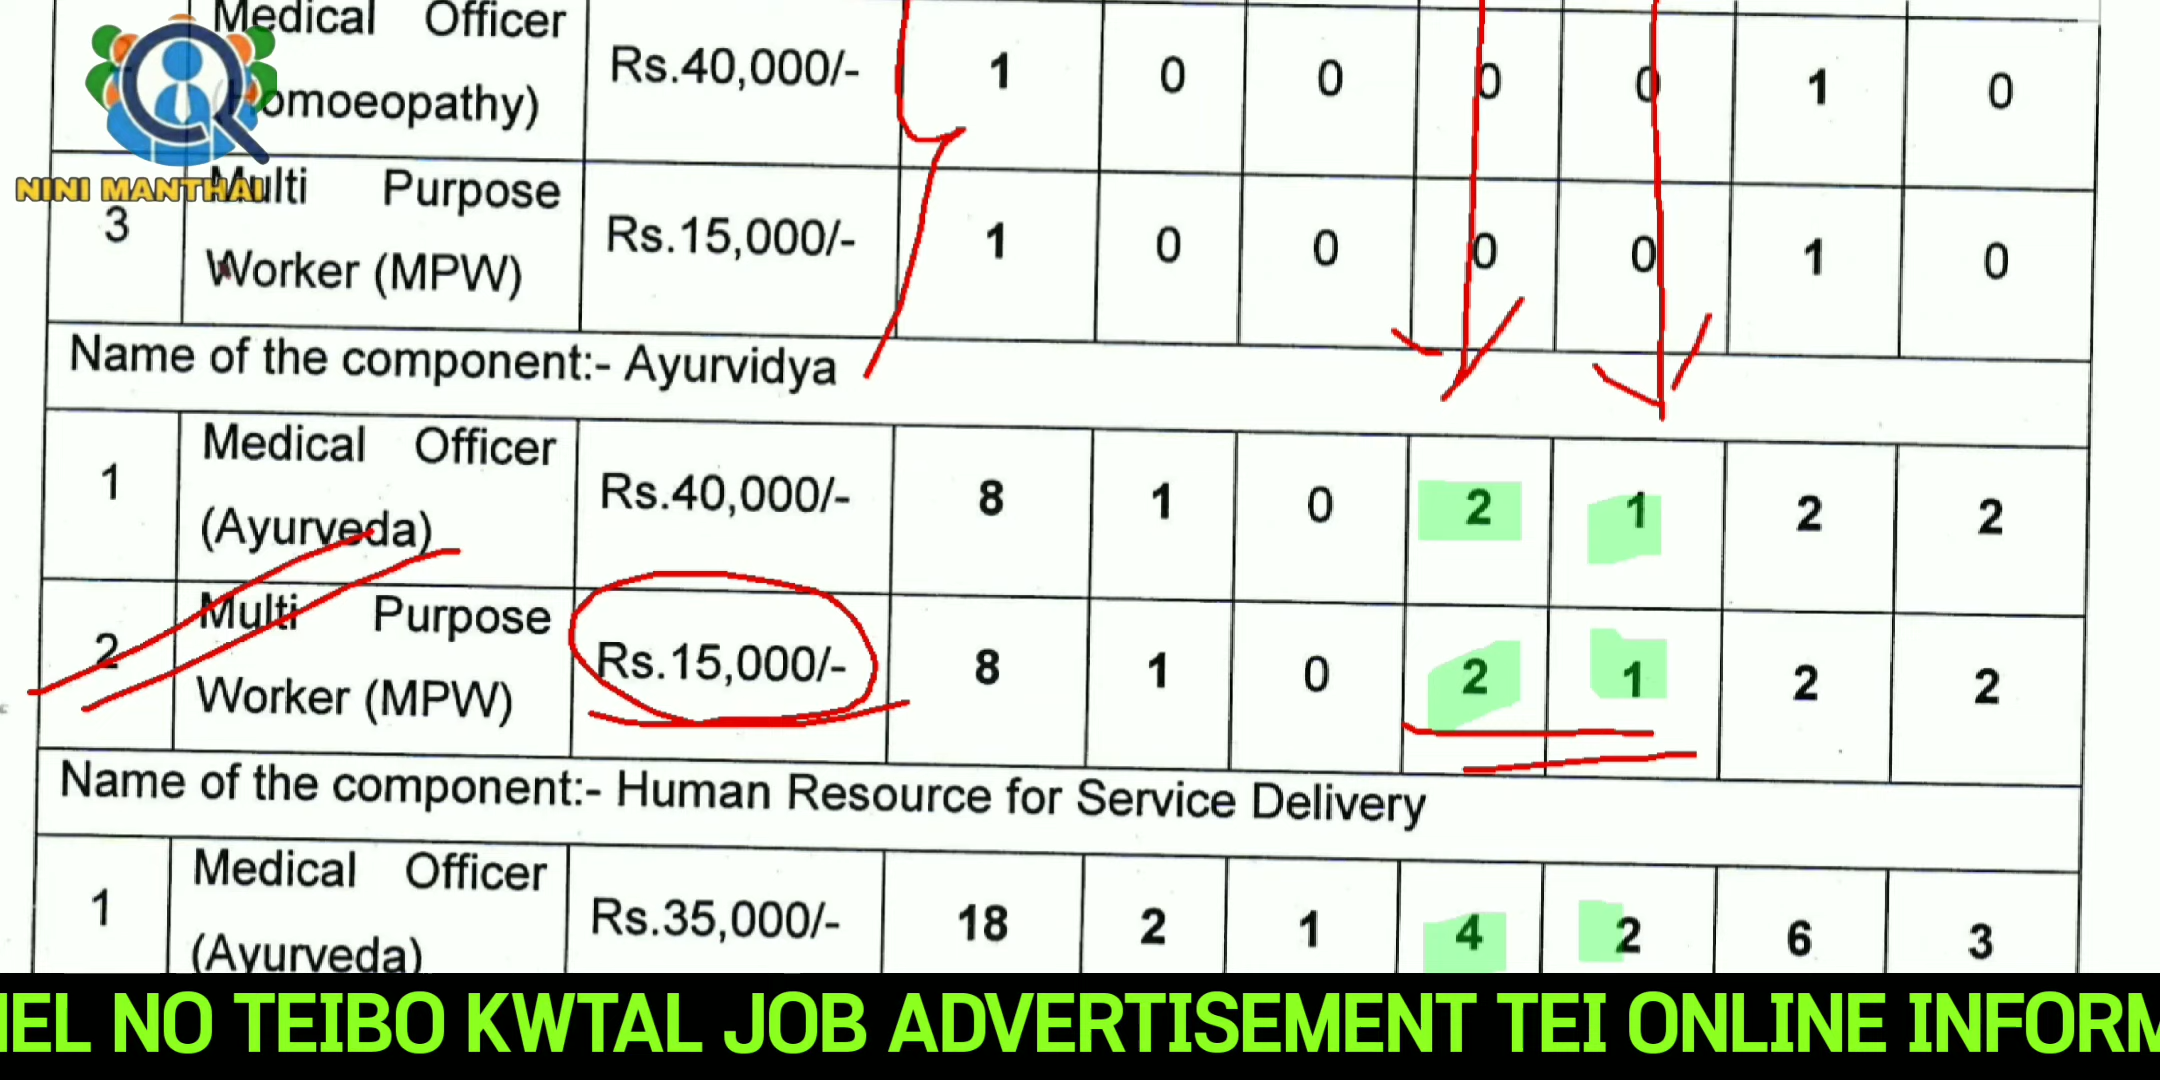 Medical Officer
Rs.40,000/- 1 0 0 0 0 1 0
omoeopathy)
NINI MANTHAI
3 Multi Purpose
Worker (MPW) Rs.15,000/- 1 0 0 0 0 1 0
Name of the component:- Ayurvidya
1 Medical Officer
(Ayurveda) Rs.40,000/- 8 1 0 2 1 2 2
2 Multi Purpose
Worker (MPW) Rs.15,000/- 8 1 0 2 1 2 2
Name of the component:- Human Resource for Service Delivery
1 Medical Officer
(Ayurveda) Rs.35,000/- 18 2 1 4 2 6 3
NO TEIBO KWTAL JOB ADVERTISEMENT TEI ONLINE